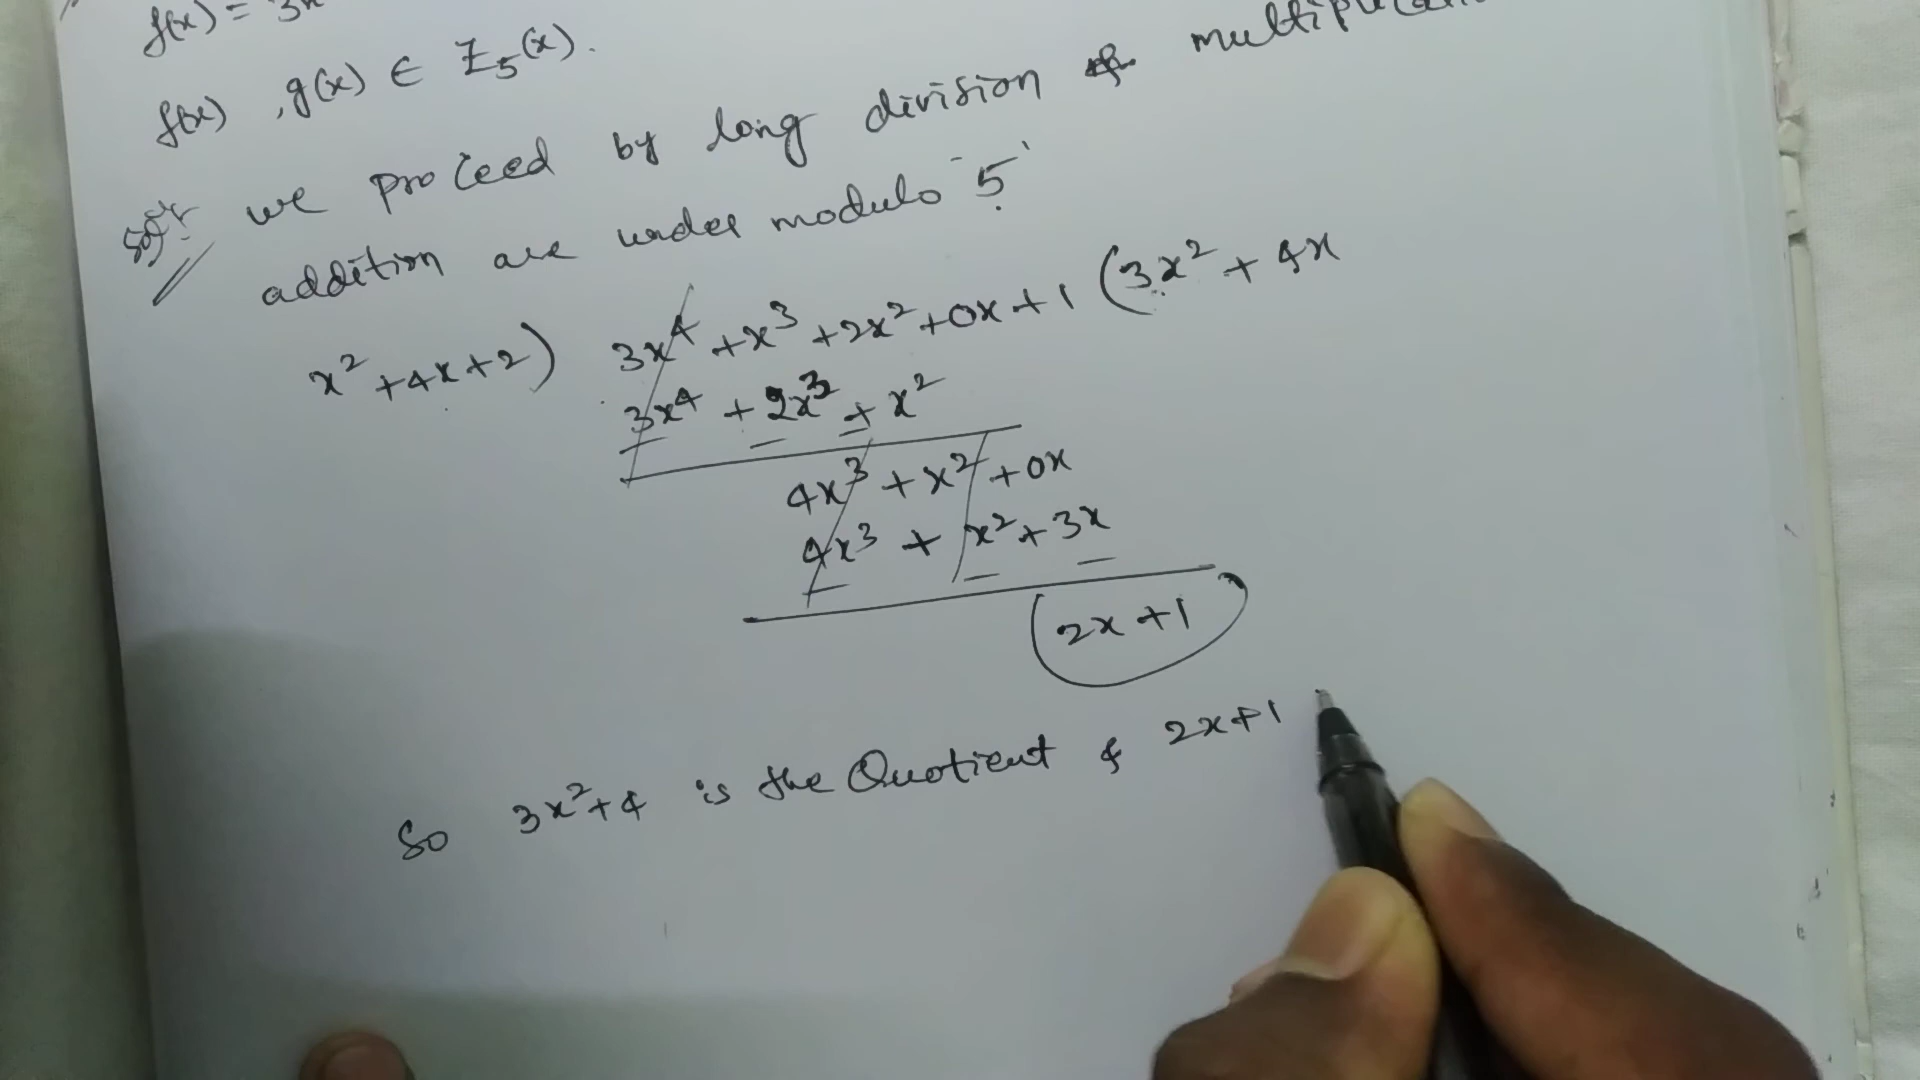 f(x) = 3x
f(x) , g(x) ∈ Z₅(x).
Solⁿ: we proceed by long division &
addition are under modulo '5'
x² + 4x + 2 ) 3x⁴ + x³ + 2x² + 0x + 1 ( 3x² + 4x
3x⁴ + 2x³ + x²
4x³ + x² + 0x
4x³ + x² + 3x
2x + 1
So 3x² + 4 is the Quotient & 2x + 1